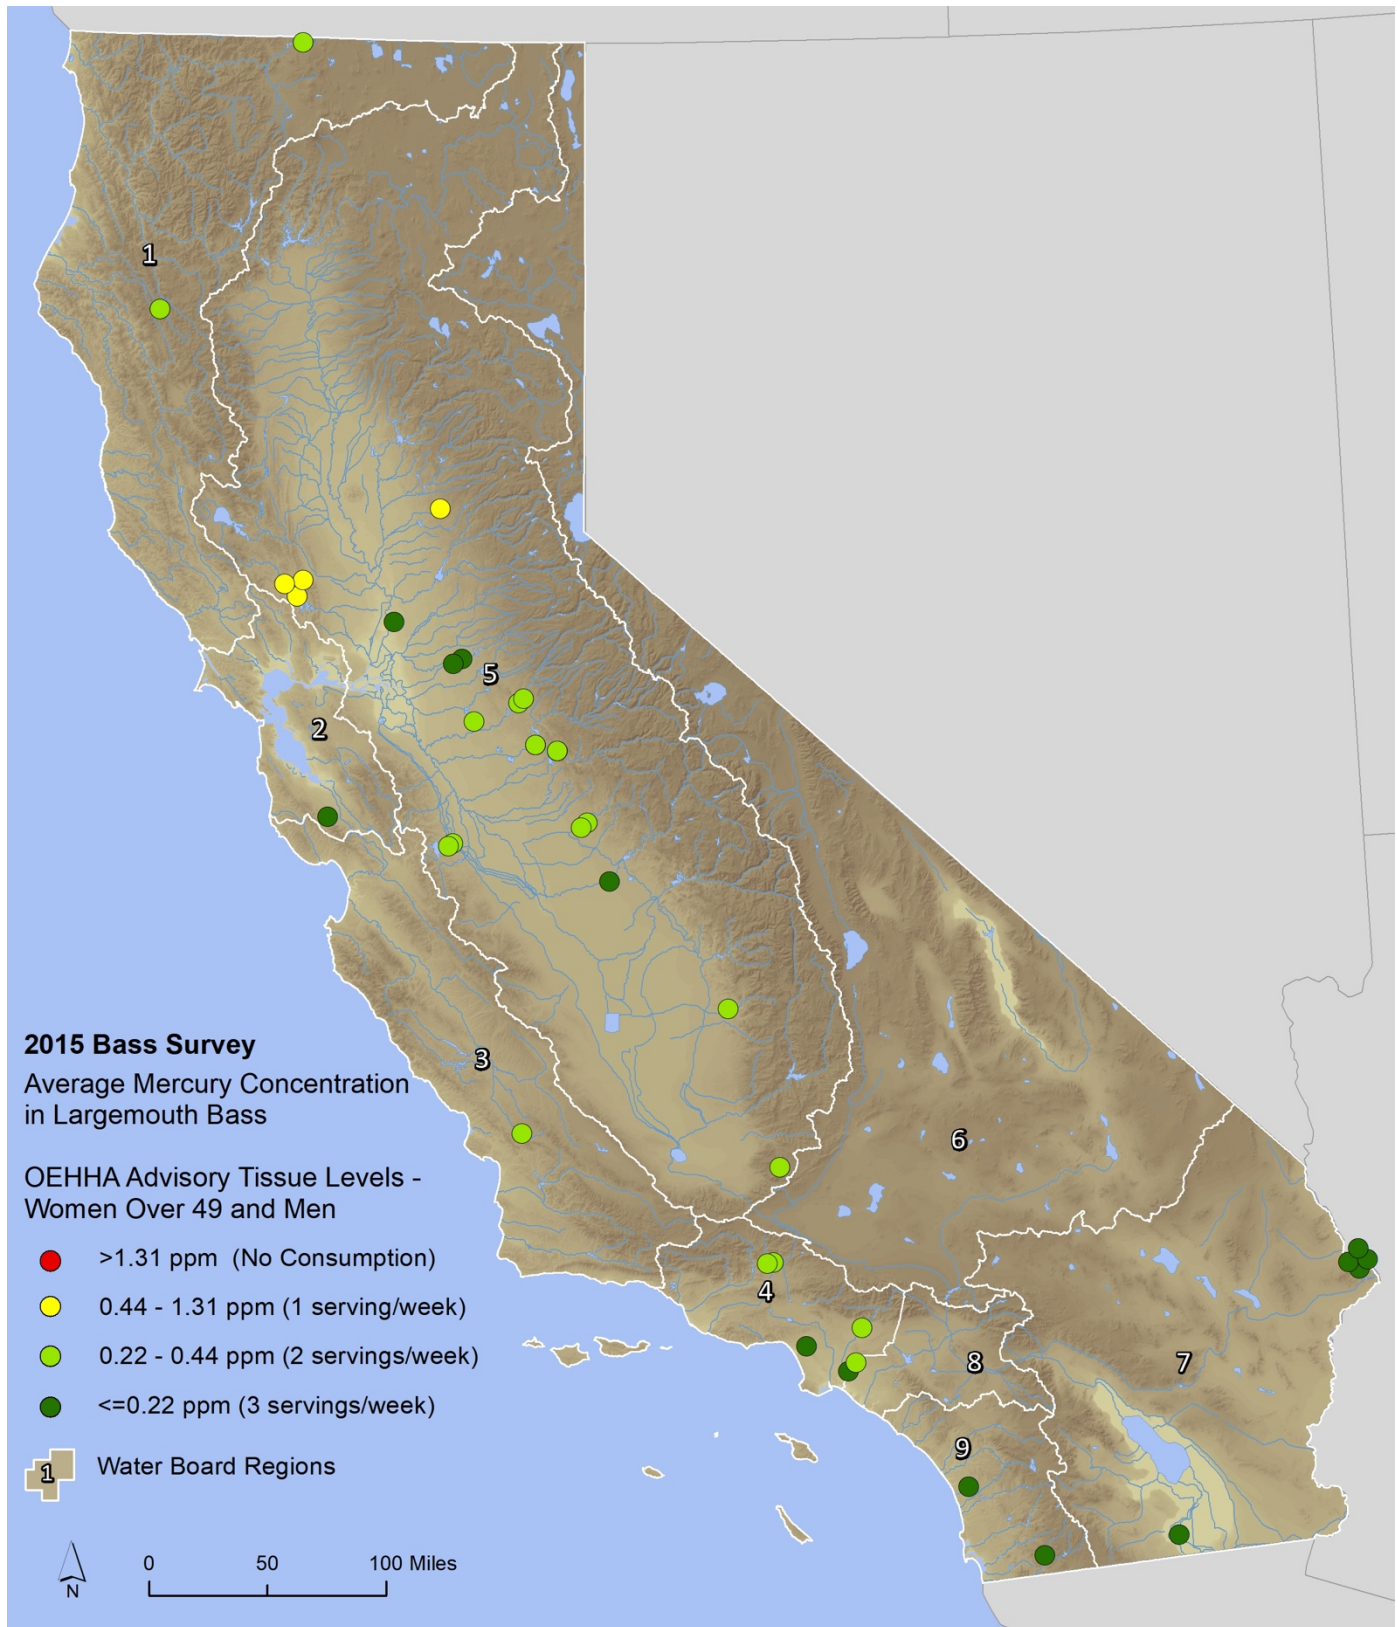 1
5
2
3
6
4
8
7
9
2015 Bass Survey
Average Mercury Concentration
in Largemouth Bass
OEHHA Advisory Tissue Levels -
Women Over 49 and Men
>1.31 ppm (No Consumption)
0.44 - 1.31 ppm (1 serving/week)
0.22 - 0.44 ppm (2 servings/week)
<=0.22 ppm (3 servings/week)
1 Water Board Regions
N
0 50 100 Miles